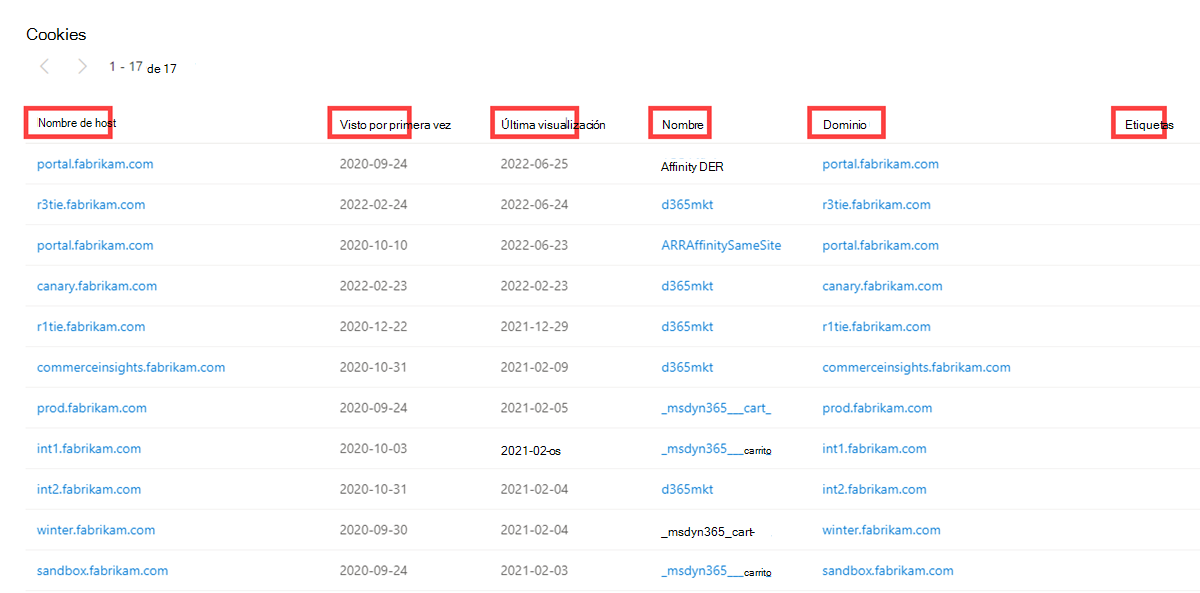 Cookies
1 - 17 de 17
Nombre de host Visto por primera vez Última visualización Nombre Dominio Etiquetas
portal.fabrikam.com 2020-09-24 2022-06-25 Affinity DER portal.fabrikam.com
r3tie.fabrikam.com 2022-02-24 2022-06-24 d365mkt r3tie.fabrikam.com
portal.fabrikam.com 2020-10-10 2022-06-23 ARRAffinitySameSite portal.fabrikam.com
canary.fabrikam.com 2022-02-23 2022-02-23 d365mkt canary.fabrikam.com
r1tie.fabrikam.com 2020-12-22 2021-12-29 d365mkt r1tie.fabrikam.com
commerceinsights.fabrikam.com 2020-10-31 2021-02-09 d365mkt commerceinsights.fabrikam.com
prod.fabrikam.com 2020-09-24 2021-02-05 _msdyn365___cart_ prod.fabrikam.com
int1.fabrikam.com 2020-10-03 2021-02-os _msdyn365___carrito int1.fabrikam.com
int2.fabrikam.com 2020-10-31 2021-02-04 d365mkt int2.fabrikam.com
winter.fabrikam.com 2020-09-30 2021-02-04 _msdyn365_cart- winter.fabrikam.com
sandbox.fabrikam.com 2020-09-24 2021-02-03 _msdyn365___carrito sandbox.fabrikam.com